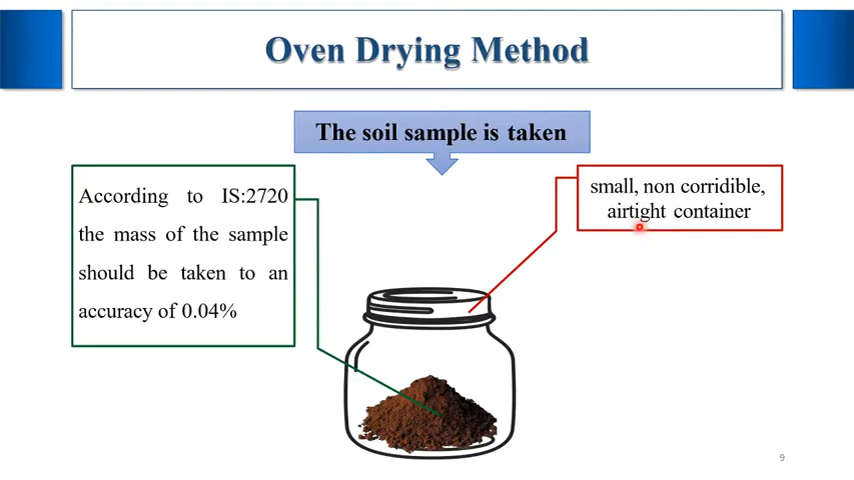 Oven Drying Method
The soil sample is taken
According to IS:2720
the mass of the sample
should be taken to an
accuracy of 0.04%
small, non corridible,
airtight container
9